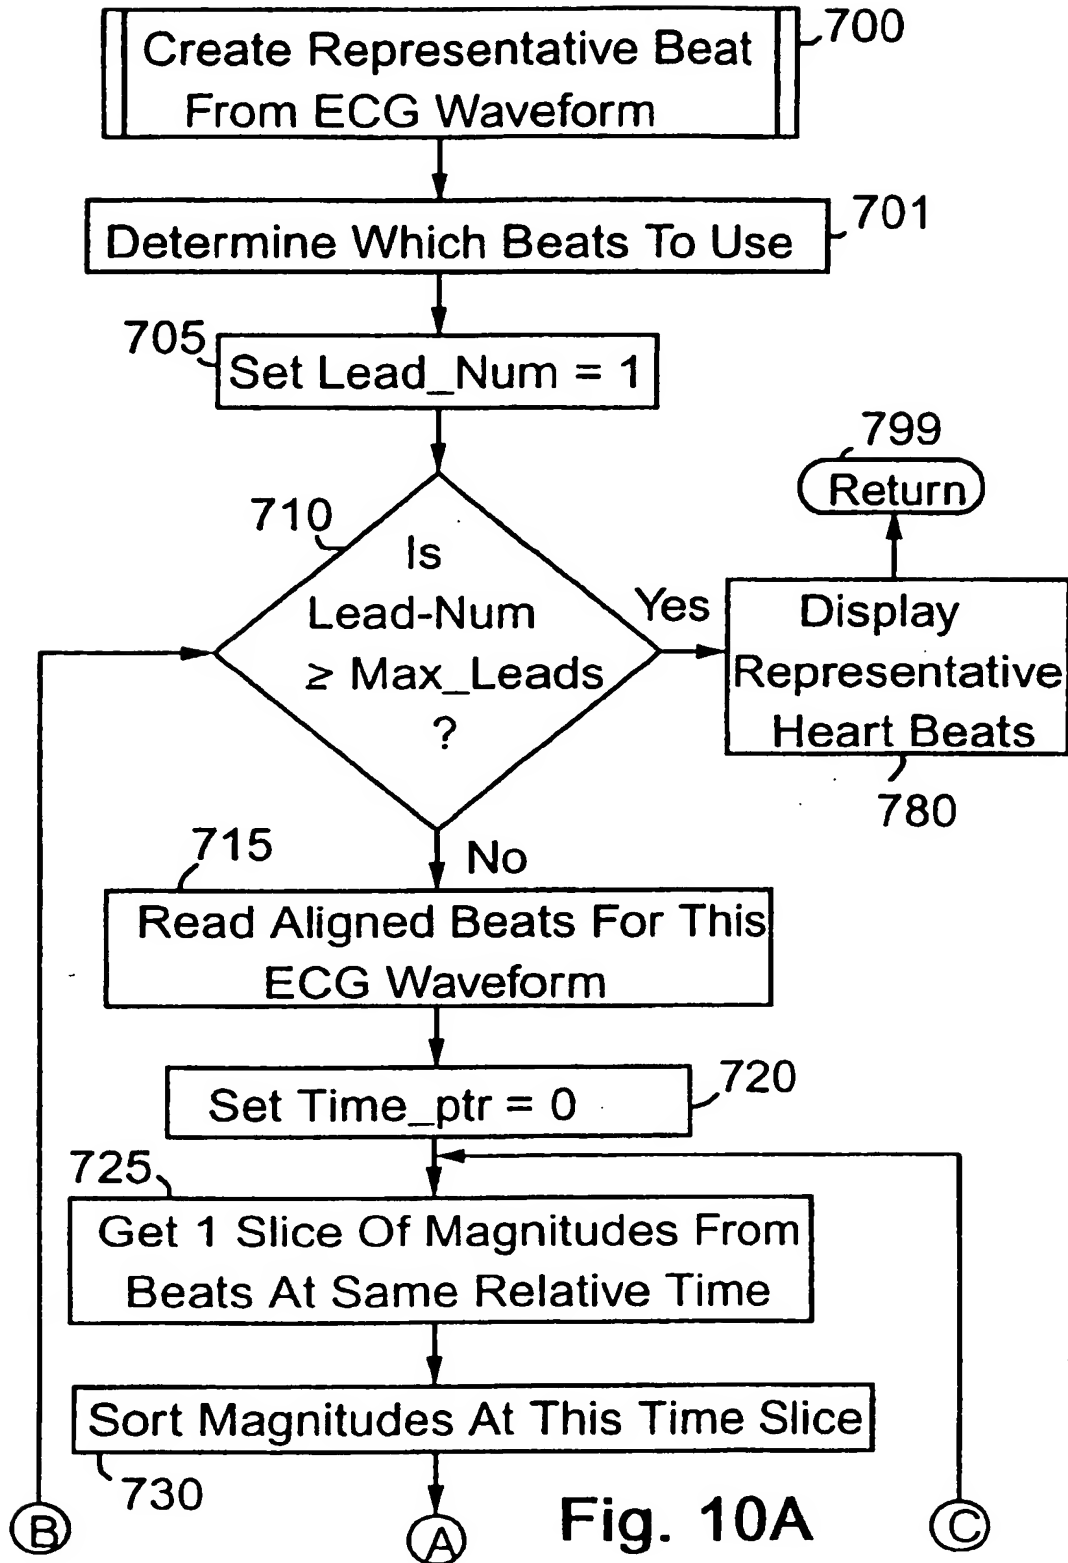 Create Representative Beat
From ECG Waveform
700
Determine Which Beats To Use
701
705
Set Lead_Num = 1
799
Return
710
Is
Lead-Num
≥ Max_Leads
?
Yes
Display
Representative
Heart Beats
780
No
715
Read Aligned Beats For This
ECG Waveform
Set Time_ptr = 0
720
725
Get 1 Slice Of Magnitudes From
Beats At Same Relative Time
Sort Magnitudes At This Time Slice
730
B
A
Fig. 10A
C